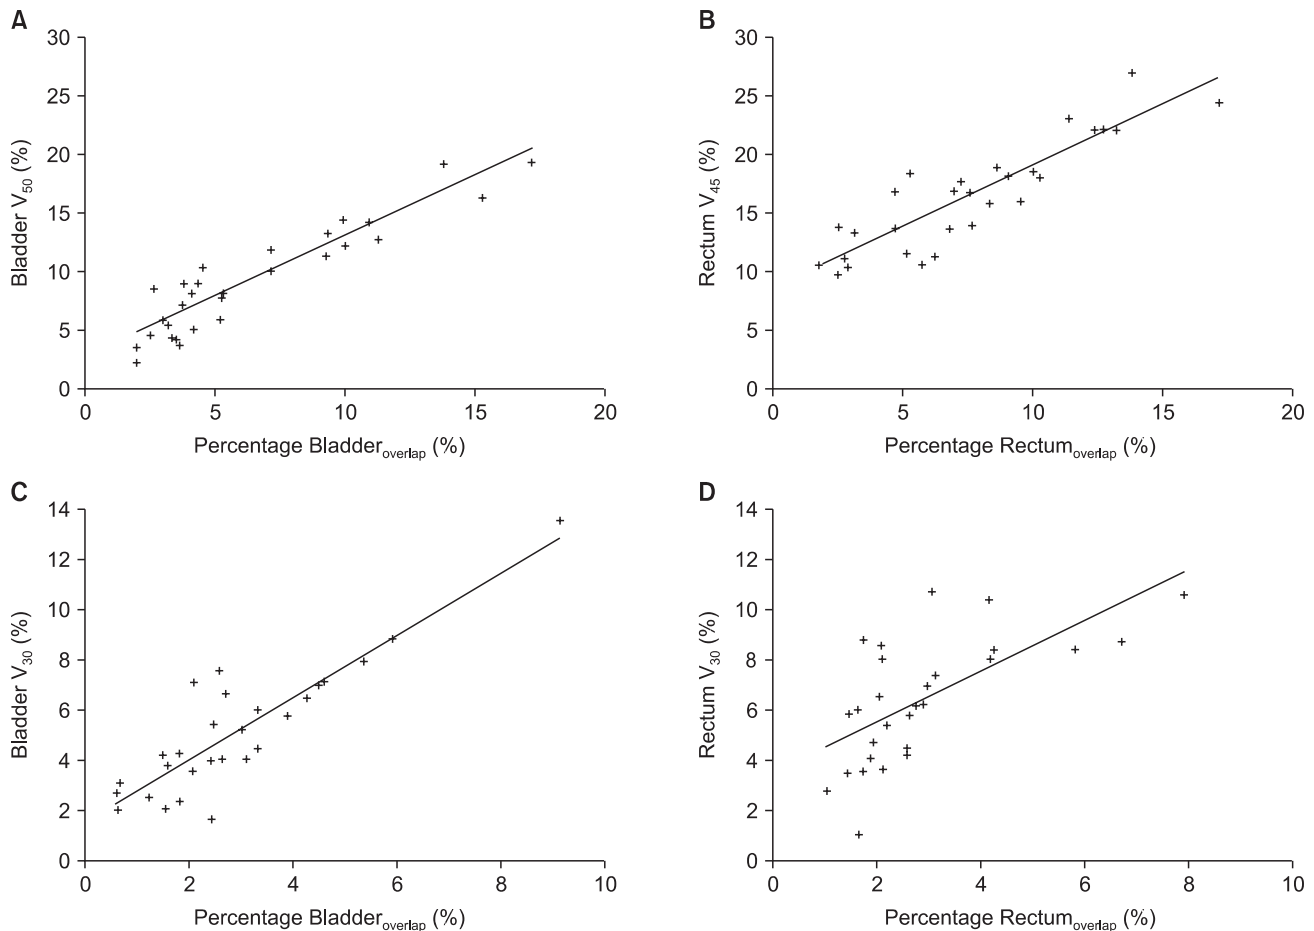 A
30
25
20
15
10
5
0
Bladder V50 (%)
0 5 10 15 20
Percentage Bladderoverlap (%)
B
30
25
20
15
10
5
0
Rectum V45 (%)
0 5 10 15 20
Percentage Rectumoverlap (%)
C
14
12
10
8
6
4
2
0
Bladder V30 (%)
0 2 4 6 8 10
Percentage Bladderoverlap (%)
D
14
12
10
8
6
4
2
0
Rectum V30 (%)
0 2 4 6 8 10
Percentage Rectumoverlap (%)